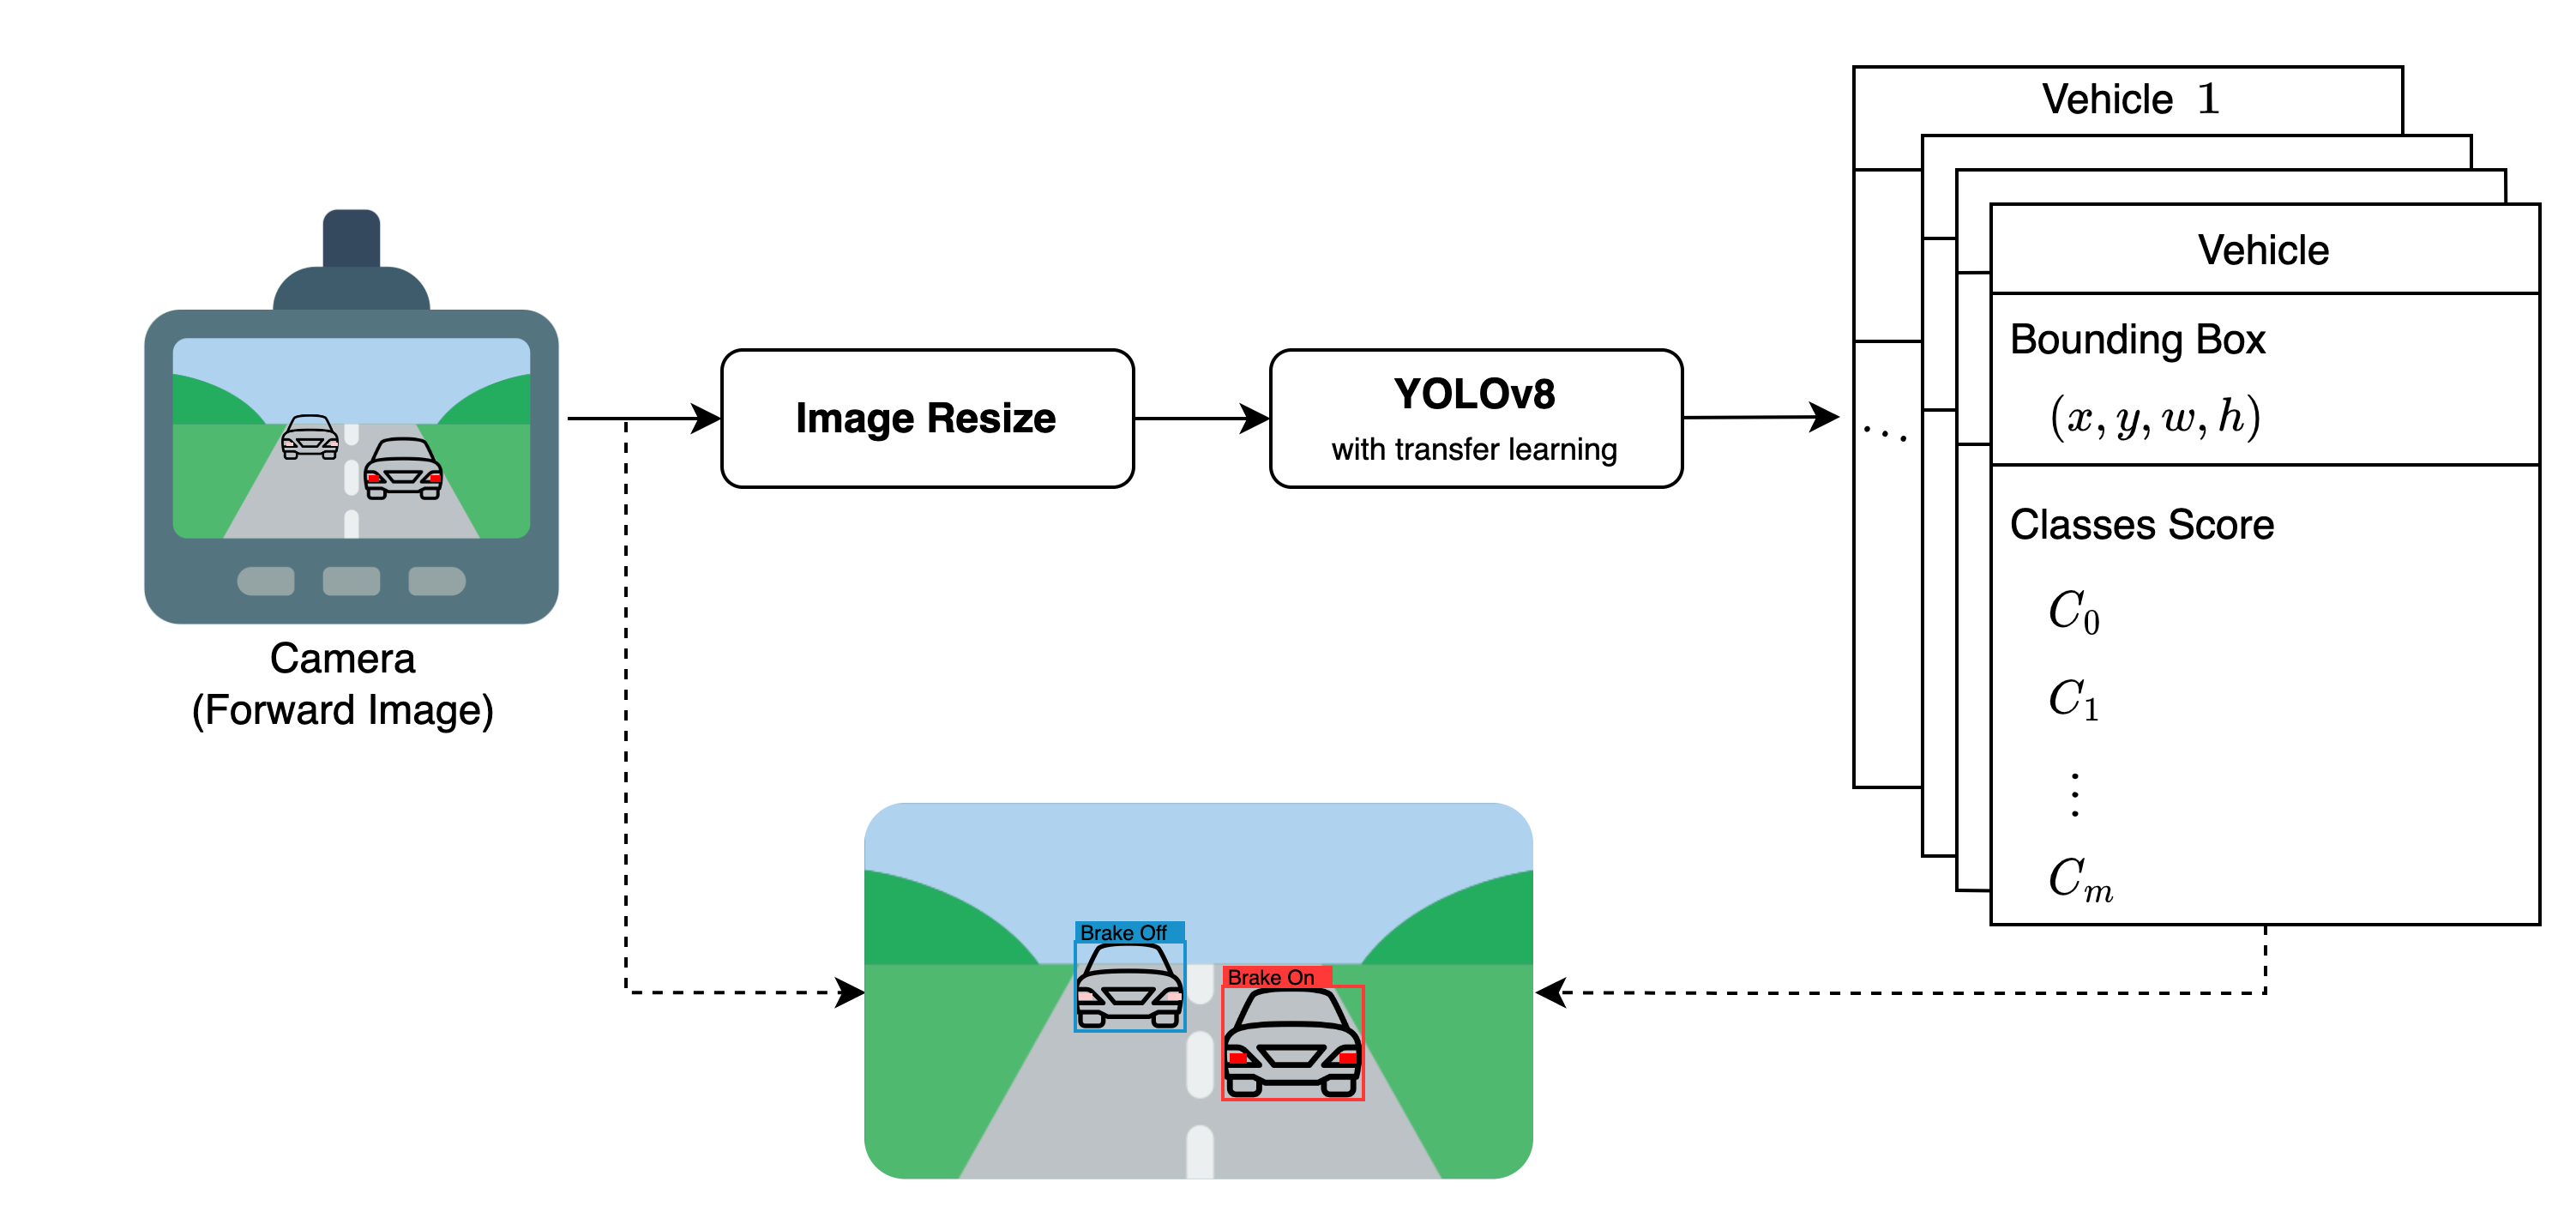 Camera
(Forward Image)
Image Resize
YOLOv8
with transfer learning
Vehicle 1
...
Vehicle
Bounding Box
(x, y, w, h)
Classes Score
C₀
C₁
⋮
Cₘ
Brake Off
Brake On